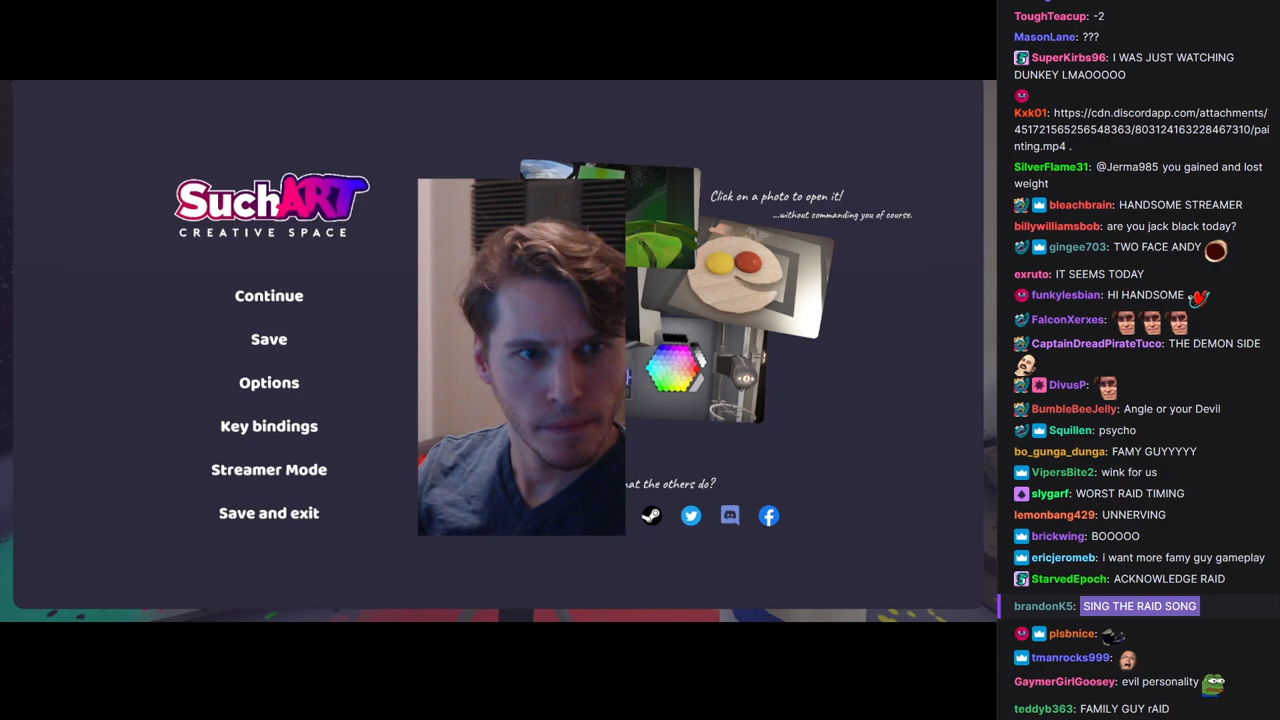 SuchART
CREATIVE SPACE
Continue
Save
Options
Key bindings
Streamer Mode
Save and exit
Click on a photo to open it!
...without commanding you of course.
hat the others do?
ToughTeacup: -2
MasonLane: ???
SuperKirbs96: I WAS JUST WATCHING
DUNKEY LMAOOOOO
Kxk01: https://cdn.discordapp.com/attachments/
451721565256548363/803124163228467310/pai
nting.mp4 .
SilverFlame31: @Jerma985 you gained and lost
weight
bleachbrain: HANDSOME STREAMER
billywilliamsbob: are you jack black today?
gingee703: TWO FACE ANDY
exruto: IT SEEMS TODAY
funkylesbian: HI HANDSOME
FalconXerxes:
CaptainDreadPirateTuco: THE DEMON SIDE
DivusP:
BumbleBeeJelly: Angle or your Devil
Squillen: psycho
bo_gunga_dunga: FAMY GUYYYYY
VipersBite2: wink for us
slygarf: WORST RAID TIMING
lemonbang429: UNNERVING
brickwing: BOOOOO
ericjeromeb: i want more famy guy gameplay
StarvedEpoch: ACKNOWLEDGE RAID
brandonK5: SING THE RAID SONG
plsbnice:
tmanrocks999:
GaymerGirlGoosey: evil personality
teddyb363: FAMILY GUY rAID